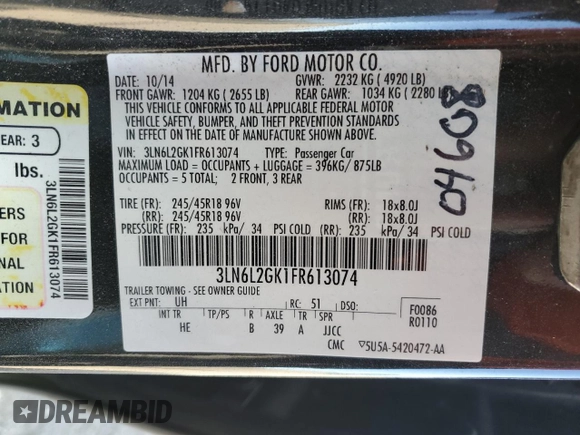 MFD. BY FORD MOTOR CO.
DATE: 10/14 GVWR: 2232 KG ( 4920 LB)
FRONT GAWR: 1204 KG ( 2655 LB) REAR GAWR: 1034 KG ( 2280 LB)
THIS VEHICLE CONFORMS TO ALL APPLICABLE FEDERAL MOTOR
VEHICLE SAFETY, BUMPER, AND THEFT PREVENTION STANDARDS
IN EFFECT ON THE DATE OF MANUFACTURE SHOWN ABOVE.
VIN: 3LN6L2GK1FR613074 TYPE: Passenger Car
MAXIMUM LOAD = OCCUPANTS + LUGGAGE = 396KG/ 875LB
OCCUPANTS = 5 TOTAL; 2 FRONT, 3 REAR
TIRE (FR): 245/45R18 96V RIMS (FR): 18x8.0J
(RR): 245/45R18 96V (RR): 18x8.0J
PRESSURE (FR): 235 kPa/ 34 PSI COLD (RR): 235 kPa/ 34 PSI COLD
3LN6L2GK1FR613074
TRAILER TOWING - SEE OWNER GUIDE
EXT PNT: UH RC: 51 DSO:
INT TR TP/PS R AXLE TR SPR
HE B 39 A JJCC
CMC
F0086
R0110
5U5A-5420472-AA
04608
RMATION
EAR: 3
lbs.
ERS
FOR
NAL
ATION
3LN6L2GK1FR613074
DREAMBID